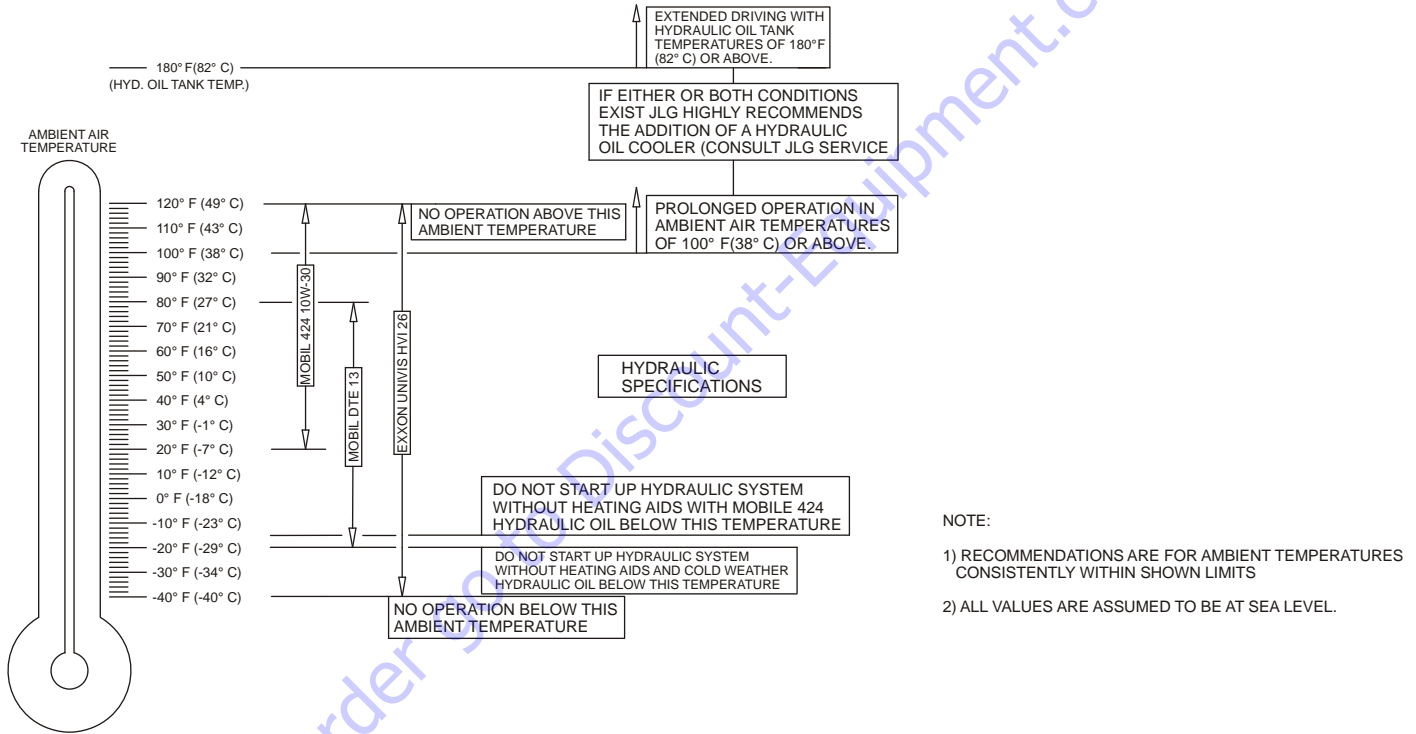 EXTENDED DRIVING WITH
HYDRAULIC OIL TANK
TEMPERATURES OF 180°F
(82° C) OR ABOVE.
180° F(82° C)
(HYD. OIL TANK TEMP.)
IF EITHER OR BOTH CONDITIONS
EXIST JLG HIGHLY RECOMMENDS
THE ADDITION OF A HYDRAULIC
OIL COOLER (CONSULT JLG SERVICE
AMBIENT AIR
TEMPERATURE
120° F (49° C)
110° F (43° C)
100° F (38° C)
90° F (32° C)
80° F (27° C)
70° F (21° C)
60° F (16° C)
50° F (10° C)
40° F (4° C)
30° F (-1° C)
20° F (-7° C)
10° F (-12° C)
0° F (-18° C)
-10° F (-23° C)
-20° F (-29° C)
-30° F (-34° C)
-40° F (-40° C)
MOBIL 424 10W-30
MOBIL DTE 13
EXXON UNIVIS HVI 26
NO OPERATION ABOVE THIS
AMBIENT TEMPERATURE
PROLONGED OPERATION IN
AMBIENT AIR TEMPERATURES
OF 100° F(38° C) OR ABOVE.
HYDRAULIC
SPECIFICATIONS
DO NOT START UP HYDRAULIC SYSTEM
WITHOUT HEATING AIDS WITH MOBILE 424
HYDRAULIC OIL BELOW THIS TEMPERATURE
DO NOT START UP HYDRAULIC SYSTEM
WITHOUT HEATING AIDS AND COLD WEATHER
HYDRAULIC OIL BELOW THIS TEMPERATURE
NO OPERATION BELOW THIS
AMBIENT TEMPERATURE
NOTE:
1) RECOMMENDATIONS ARE FOR AMBIENT TEMPERATURES
CONSISTENTLY WITHIN SHOWN LIMITS
2) ALL VALUES ARE ASSUMED TO BE AT SEA LEVEL.
rder go to Discount-Equipment.c